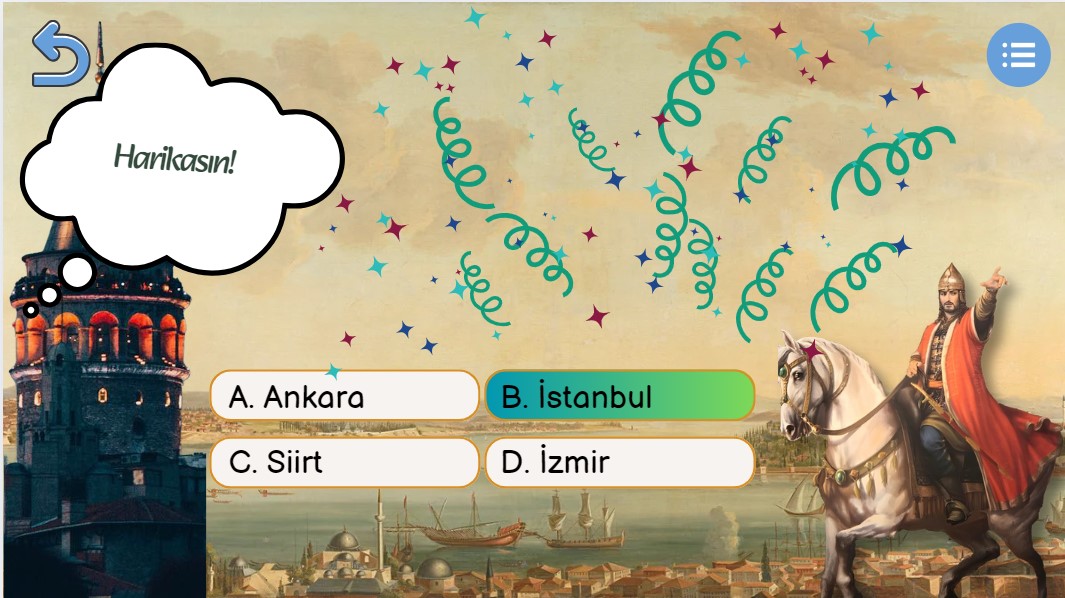 Harikasın!
A. Ankara
B. İstanbul
C. Siirt
D. İzmir